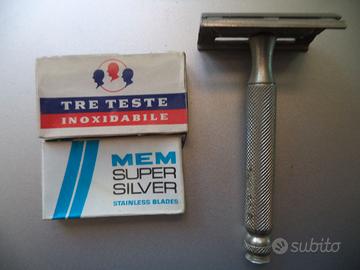 TRE TESTE
INOXIDABILE
MEM
SUPER
SILVER
STAINLESS BLADES
subito